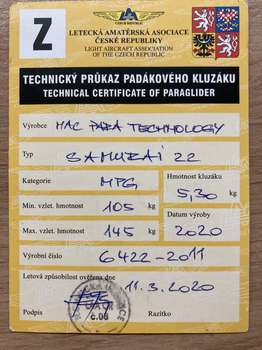 CZECH REPUBLIC
Z
LETECKÁ AMATÉRSKÁ ASOCIACE
ČESKÉ REPUBLIKY
LIGHT AIRCRAFT ASSOCIATION
OF THE CZECH REPUBLIC
TECHNICKÝ PRŮKAZ PADÁKOVÉHO KLUZÁKU
TECHNICAL CERTIFICATE OF PARAGLIDER
Výrobce MAC PARA TECHNOLOGY
Typ SAMURAI 22
Kategorie MPG Hmotnost kluzáku 5,30 kg
Min. vzlet. hmotnost 105 kg Datum výroby
Max. vzlet. hmotnost 145 kg 2020
Výrobní číslo 6422-2011
Letová způsobilost ověřena dne 11.3.2020
Podpis Razítko
č.08